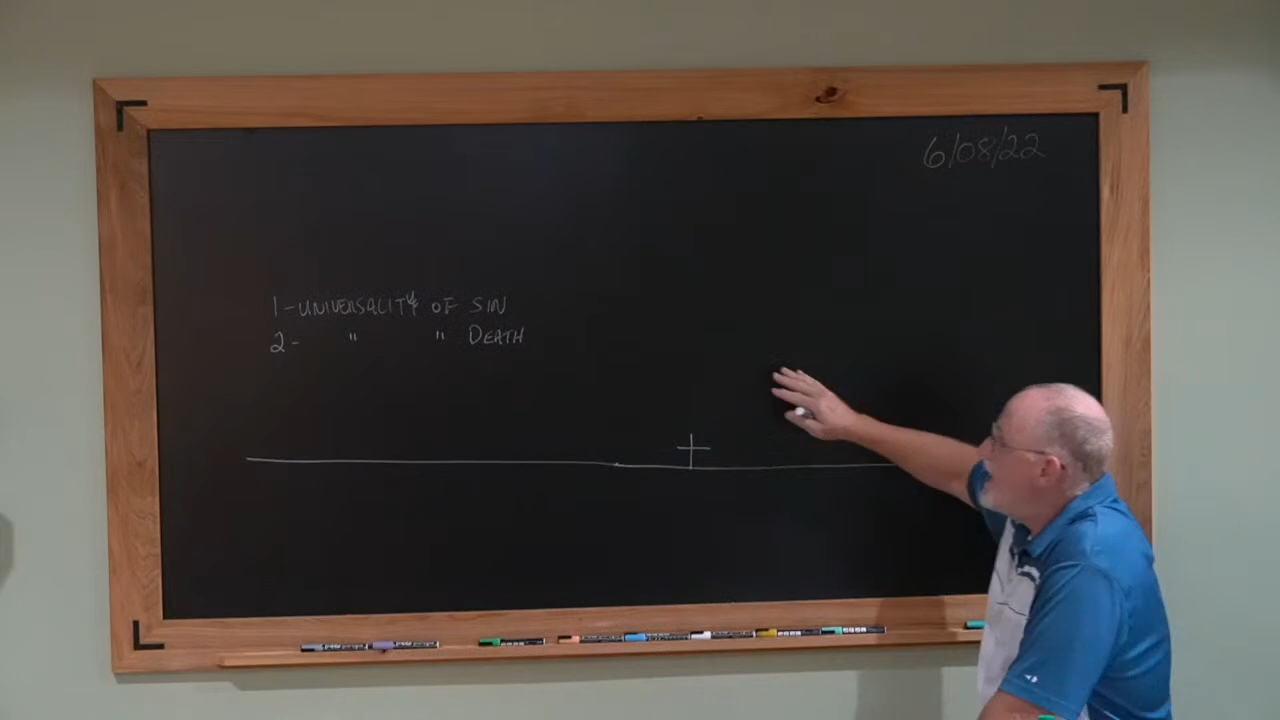 6/08/22
1-UNIVERSALITY OF SIN
2- " " DEATH